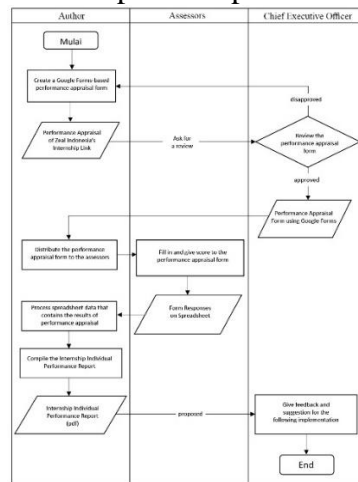 Author
Assessors
Chief Executive Officer
Mulai
Create a Google Forms-based
performance appraisal form
disapproved
Performance Appraisal
of Zeal Indonesia's
Internship Link
Ask for
a review
Review the
performance appraisal
form
approved
Performance Appraisal
Form using Google Forms
Distribute the performance
appraisal form to the assessors
Fill in and give score to the
performance appraisal form
Form Responses
on Spreadsheet
Process spreadsheet data that
contains the results of
performance appraisal
Compile the Internship Individual
Performance Report
Internship Individual
Performance Report
(pdf)
proposed
Give feedback and
suggestion for the
following implementation
End